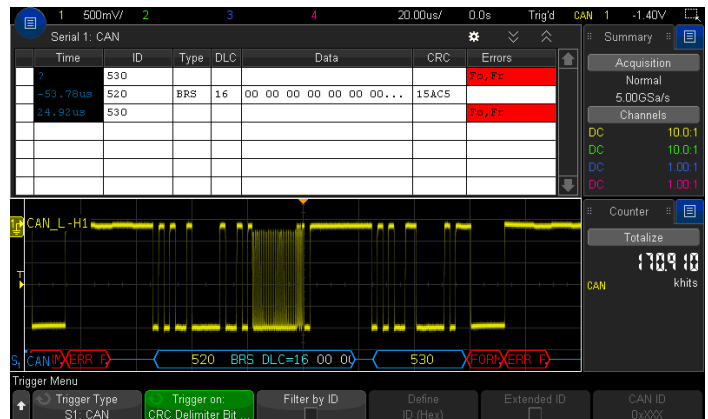 1 500mV/ 2 3 4 20.00us/ 0.0s Trig'd CAN 1 -1.40V
Serial 1: CAN
Time ID Type DLC Data CRC Errors
? 530 Fo,Fr
-53.78us 520 BRS 16 00 00 00 00 00 00 00... 15AC5
24.92us 530 Fo,Fr
Summary
Acquisition
Normal
5.00GSa/s
Channels
DC 10.0:1
DC 10.0:1
DC 1.00:1
DC 1.00:1
Counter
Totalize
170.910
CAN khits
CAN_L-H1
T
S1 CAN ERR F 520 BRS DLC=16 00 00 530 FORM ERR F
Trigger Menu
Trigger Type Trigger on: Filter by ID Define Extended ID CAN ID
S1: CAN CRC Delimiter Bit ... ID (Hex) 0xXXX